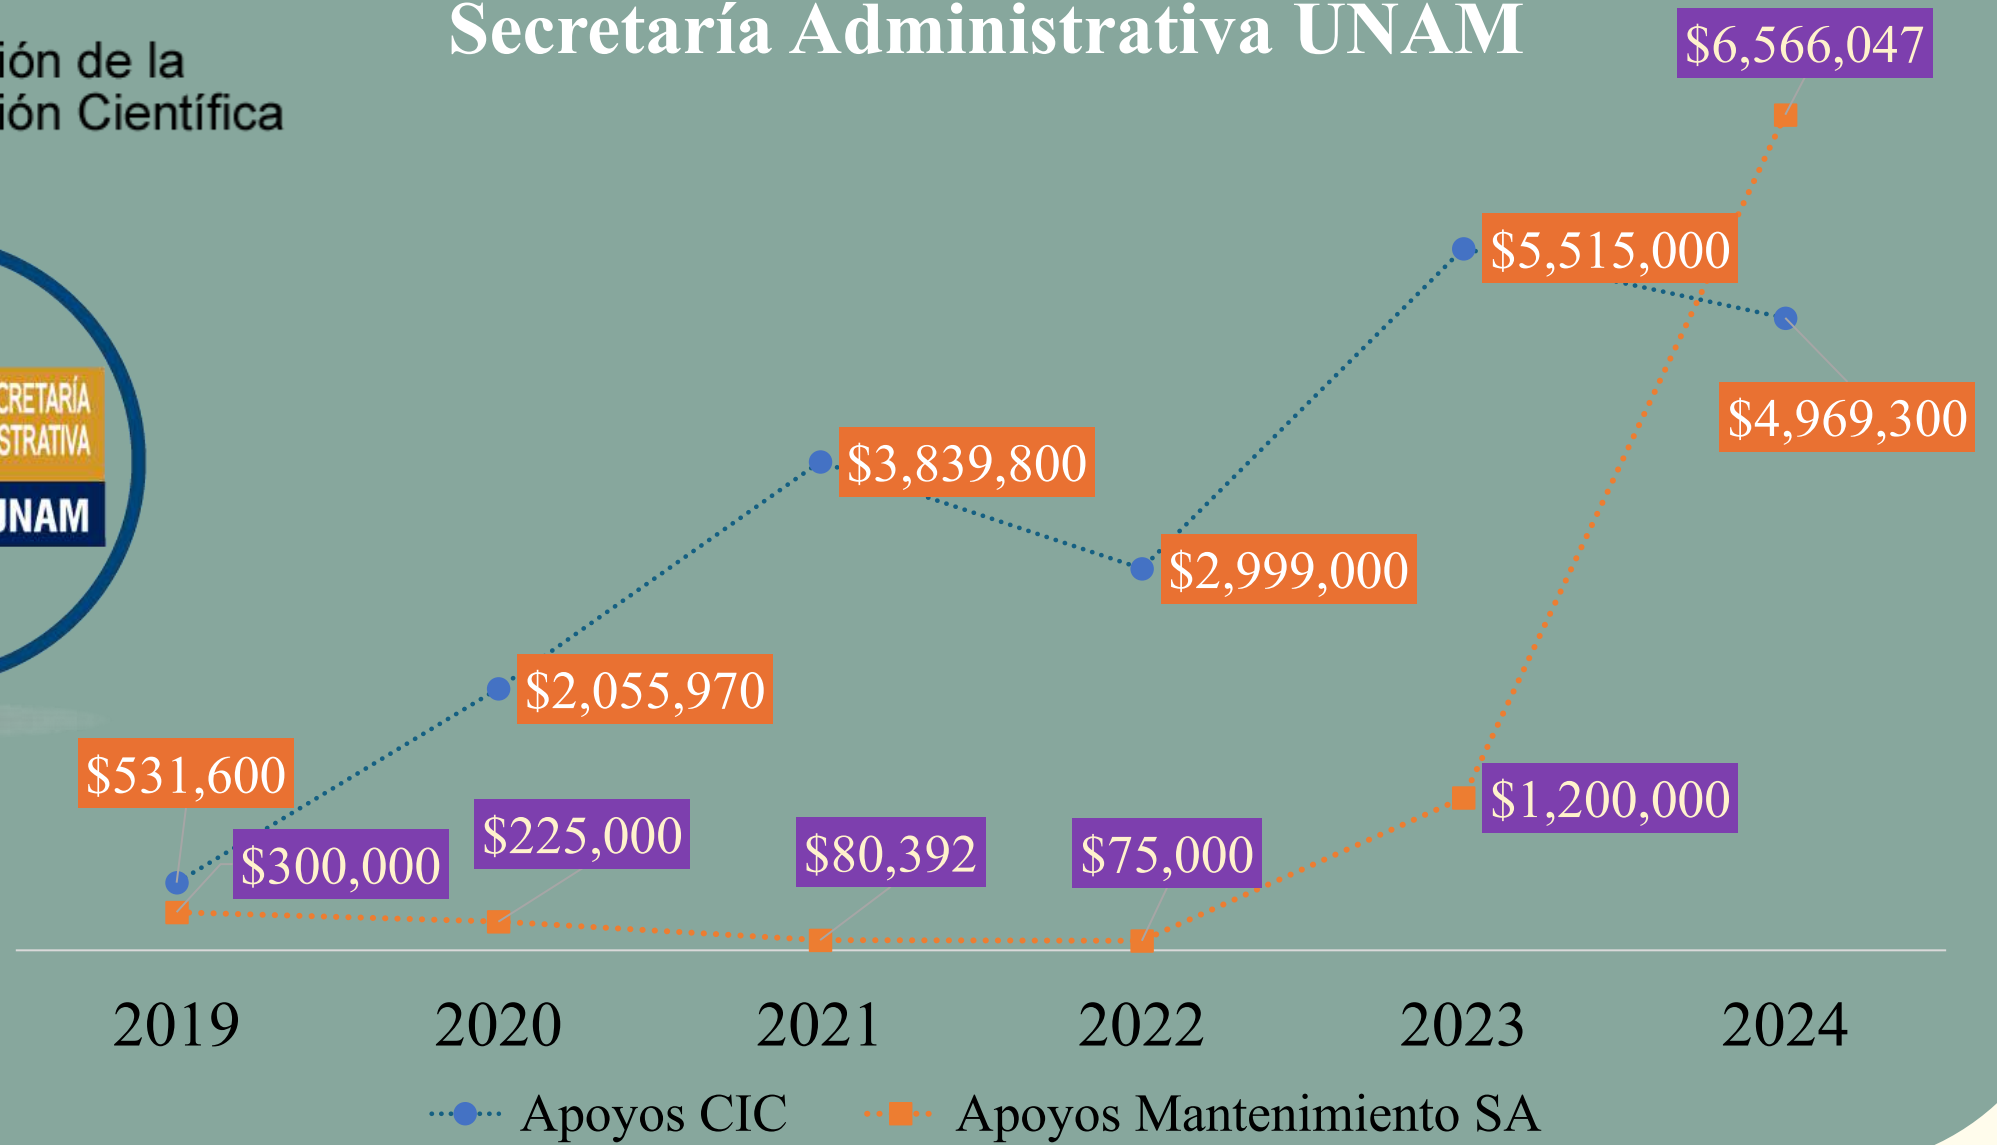 Secretaría Administrativa UNAM
ión de la
ión Científica
CRETARÍA
STRATIVA
UNAM
$6,566,047
$5,515,000
$4,969,300
$3,839,800
$2,999,000
$2,055,970
$531,600
$300,000
$225,000
$80,392
$75,000
$1,200,000
2019 2020 2021 2022 2023 2024
Apoyos CIC Apoyos Mantenimiento SA